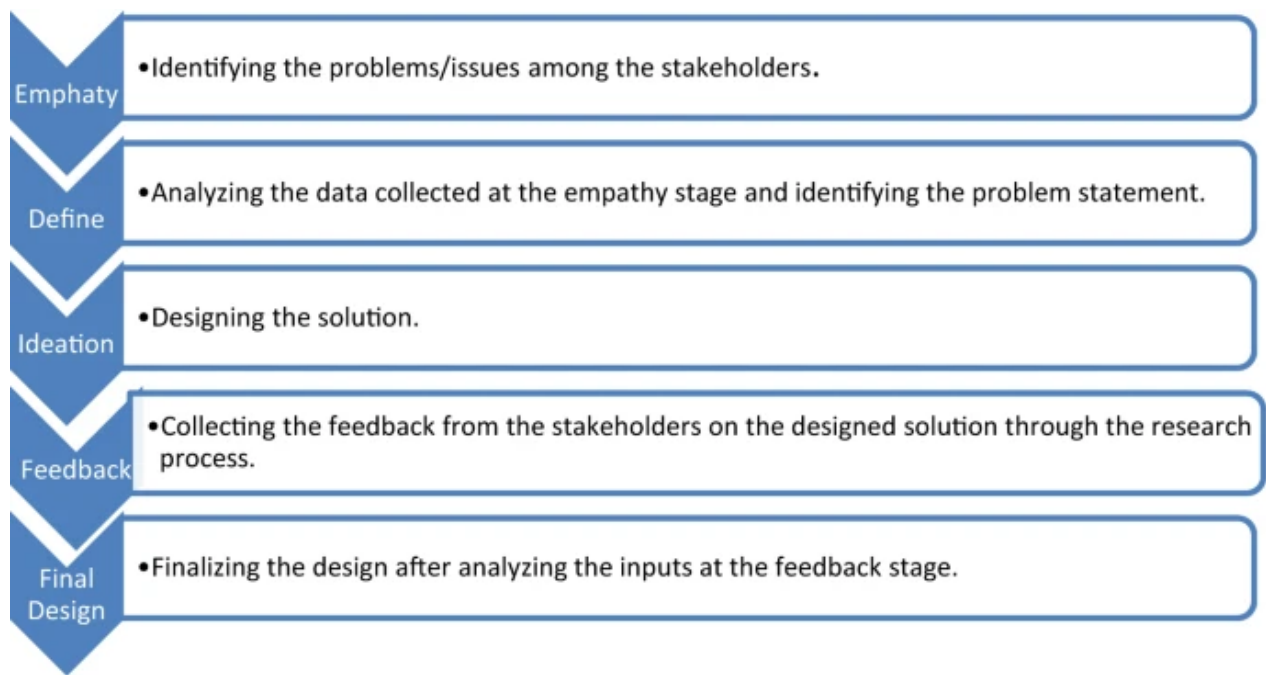 Emphaty
•Identifying the problems/issues among the stakeholders.
Define
•Analyzing the data collected at the empathy stage and identifying the problem statement.
Ideation
•Designing the solution.
Feedback
•Collecting the feedback from the stakeholders on the designed solution through the research
process.
Final
Design
•Finalizing the design after analyzing the inputs at the feedback stage.